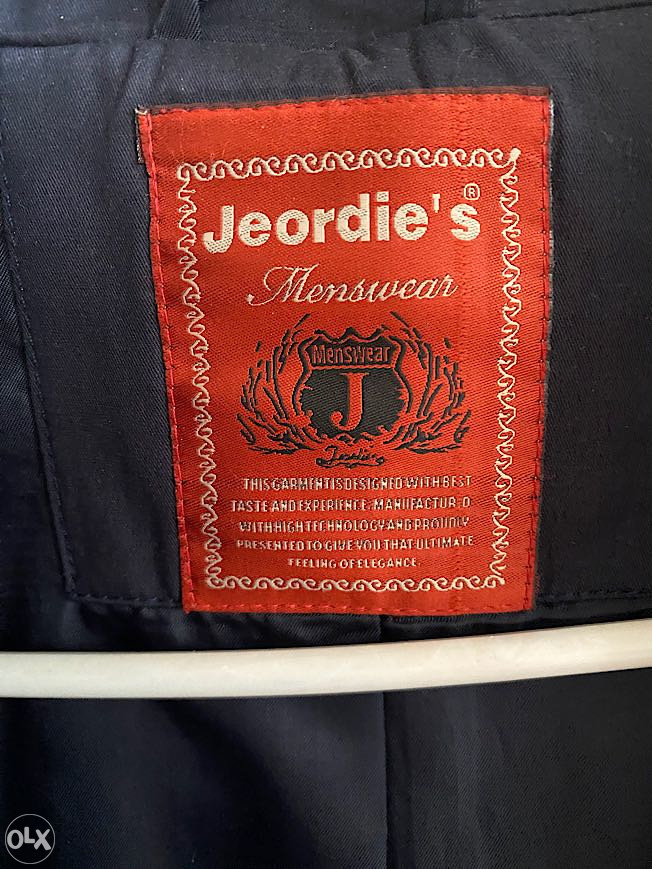 Jeordie's®
Menswear
Menswear
J
THIS GARMENT IS DESIGNED WITH BEST
TASTE AND EXPERIENCE. MANUFACTUR D
WITH HIGH TECHNOLOGY AND PROUDLY
PRESENTED TO GIVE YOU THAT ULTIMATE
FEELING OF ELEGANCE.
OLX